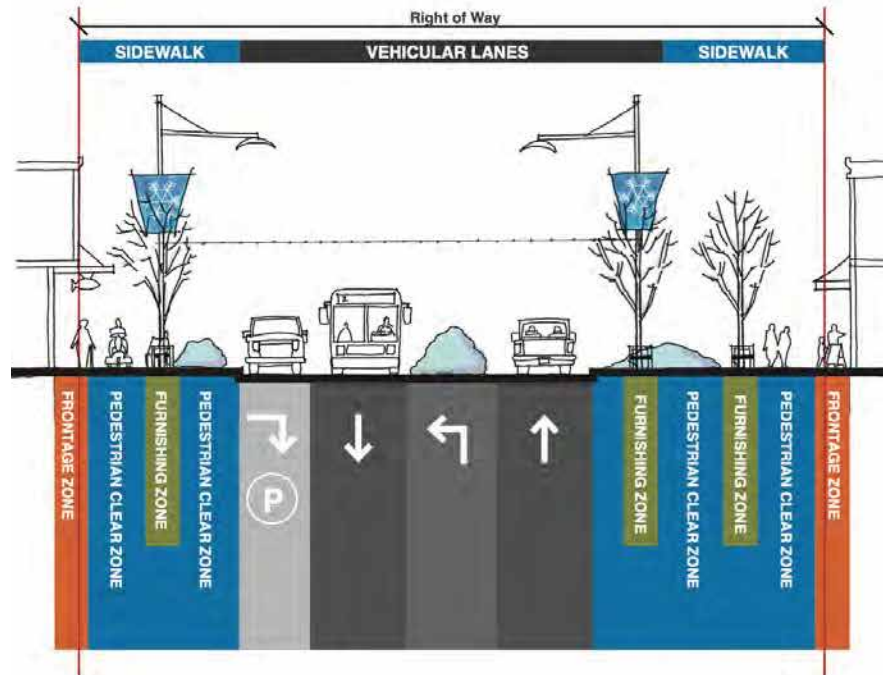 Right of Way
SIDEWALK
VEHICULAR LANES
SIDEWALK
FRONTAGE ZONE
PEDESTRIAN CLEAR ZONE
FURNISHING ZONE
PEDESTRIAN CLEAR ZONE
P
FURNISHING ZONE
PEDESTRIAN CLEAR ZONE
FURNISHING ZONE
PEDESTRIAN CLEAR ZONE
FRONTAGE ZONE